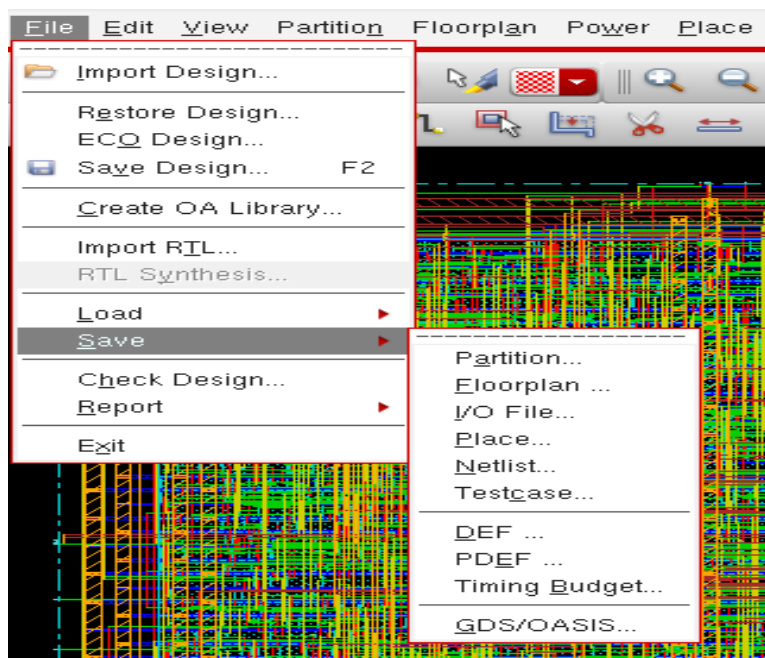 File Edit View Partition Floorplan Power Place
Import Design...
Restore Design...
ECO Design...
Save Design... F2
Create OA Library...
Import RTL...
RTL Synthesis...
Load
Save
Check Design...
Report
Exit
Partition...
Floorplan ...
I/O File...
Place...
Netlist...
Testcase...
DEF ...
PDEF ...
Timing Budget...
GDS/OASIS...